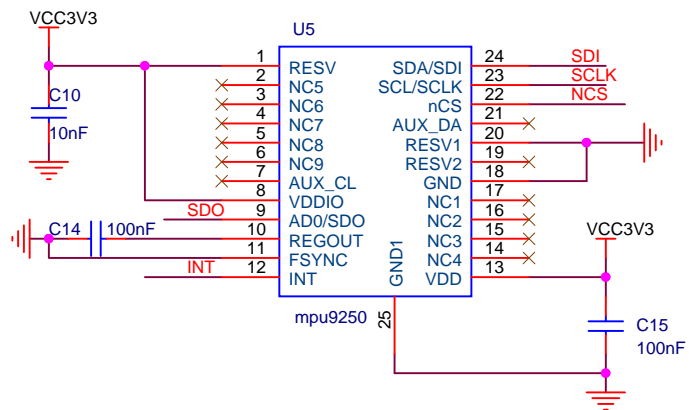 VCC3V3
U5
1 RESV SDA/SDI 24 SDI
2 NC5 SCL/SCLK 23 SCLK
3 NC6 nCS 22 NCS
4 NC7 AUX_DA 21
5 NC8 RESV1 20
6 NC9 RESV2 19
7 AUX_CL GND 18
8 VDDIO NC1 17
SDO 9 AD0/SDO NC2 16
C14 100nF 10 REGOUT NC3 15
11 FSYNC NC4 14
INT 12 INT VDD 13
C10
10nF
VCC3V3
GND1
mpu9250
25
C15
100nF